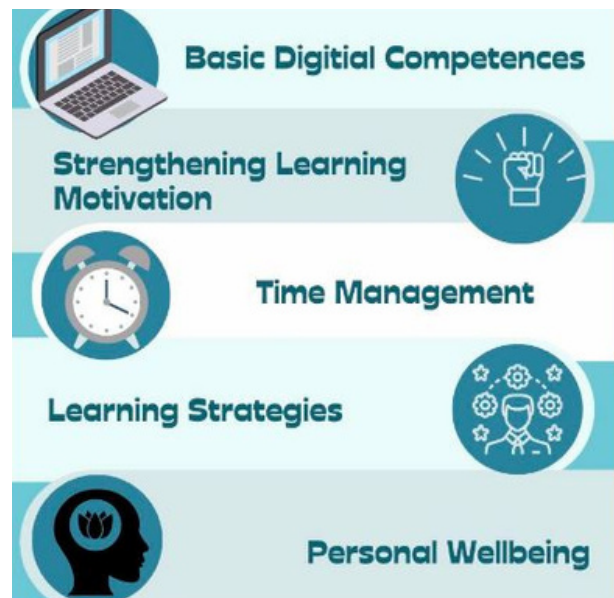 Basic Digitial Competences
Strengthening Learning
Motivation
Time Management
Learning Strategies
Personal Wellbeing